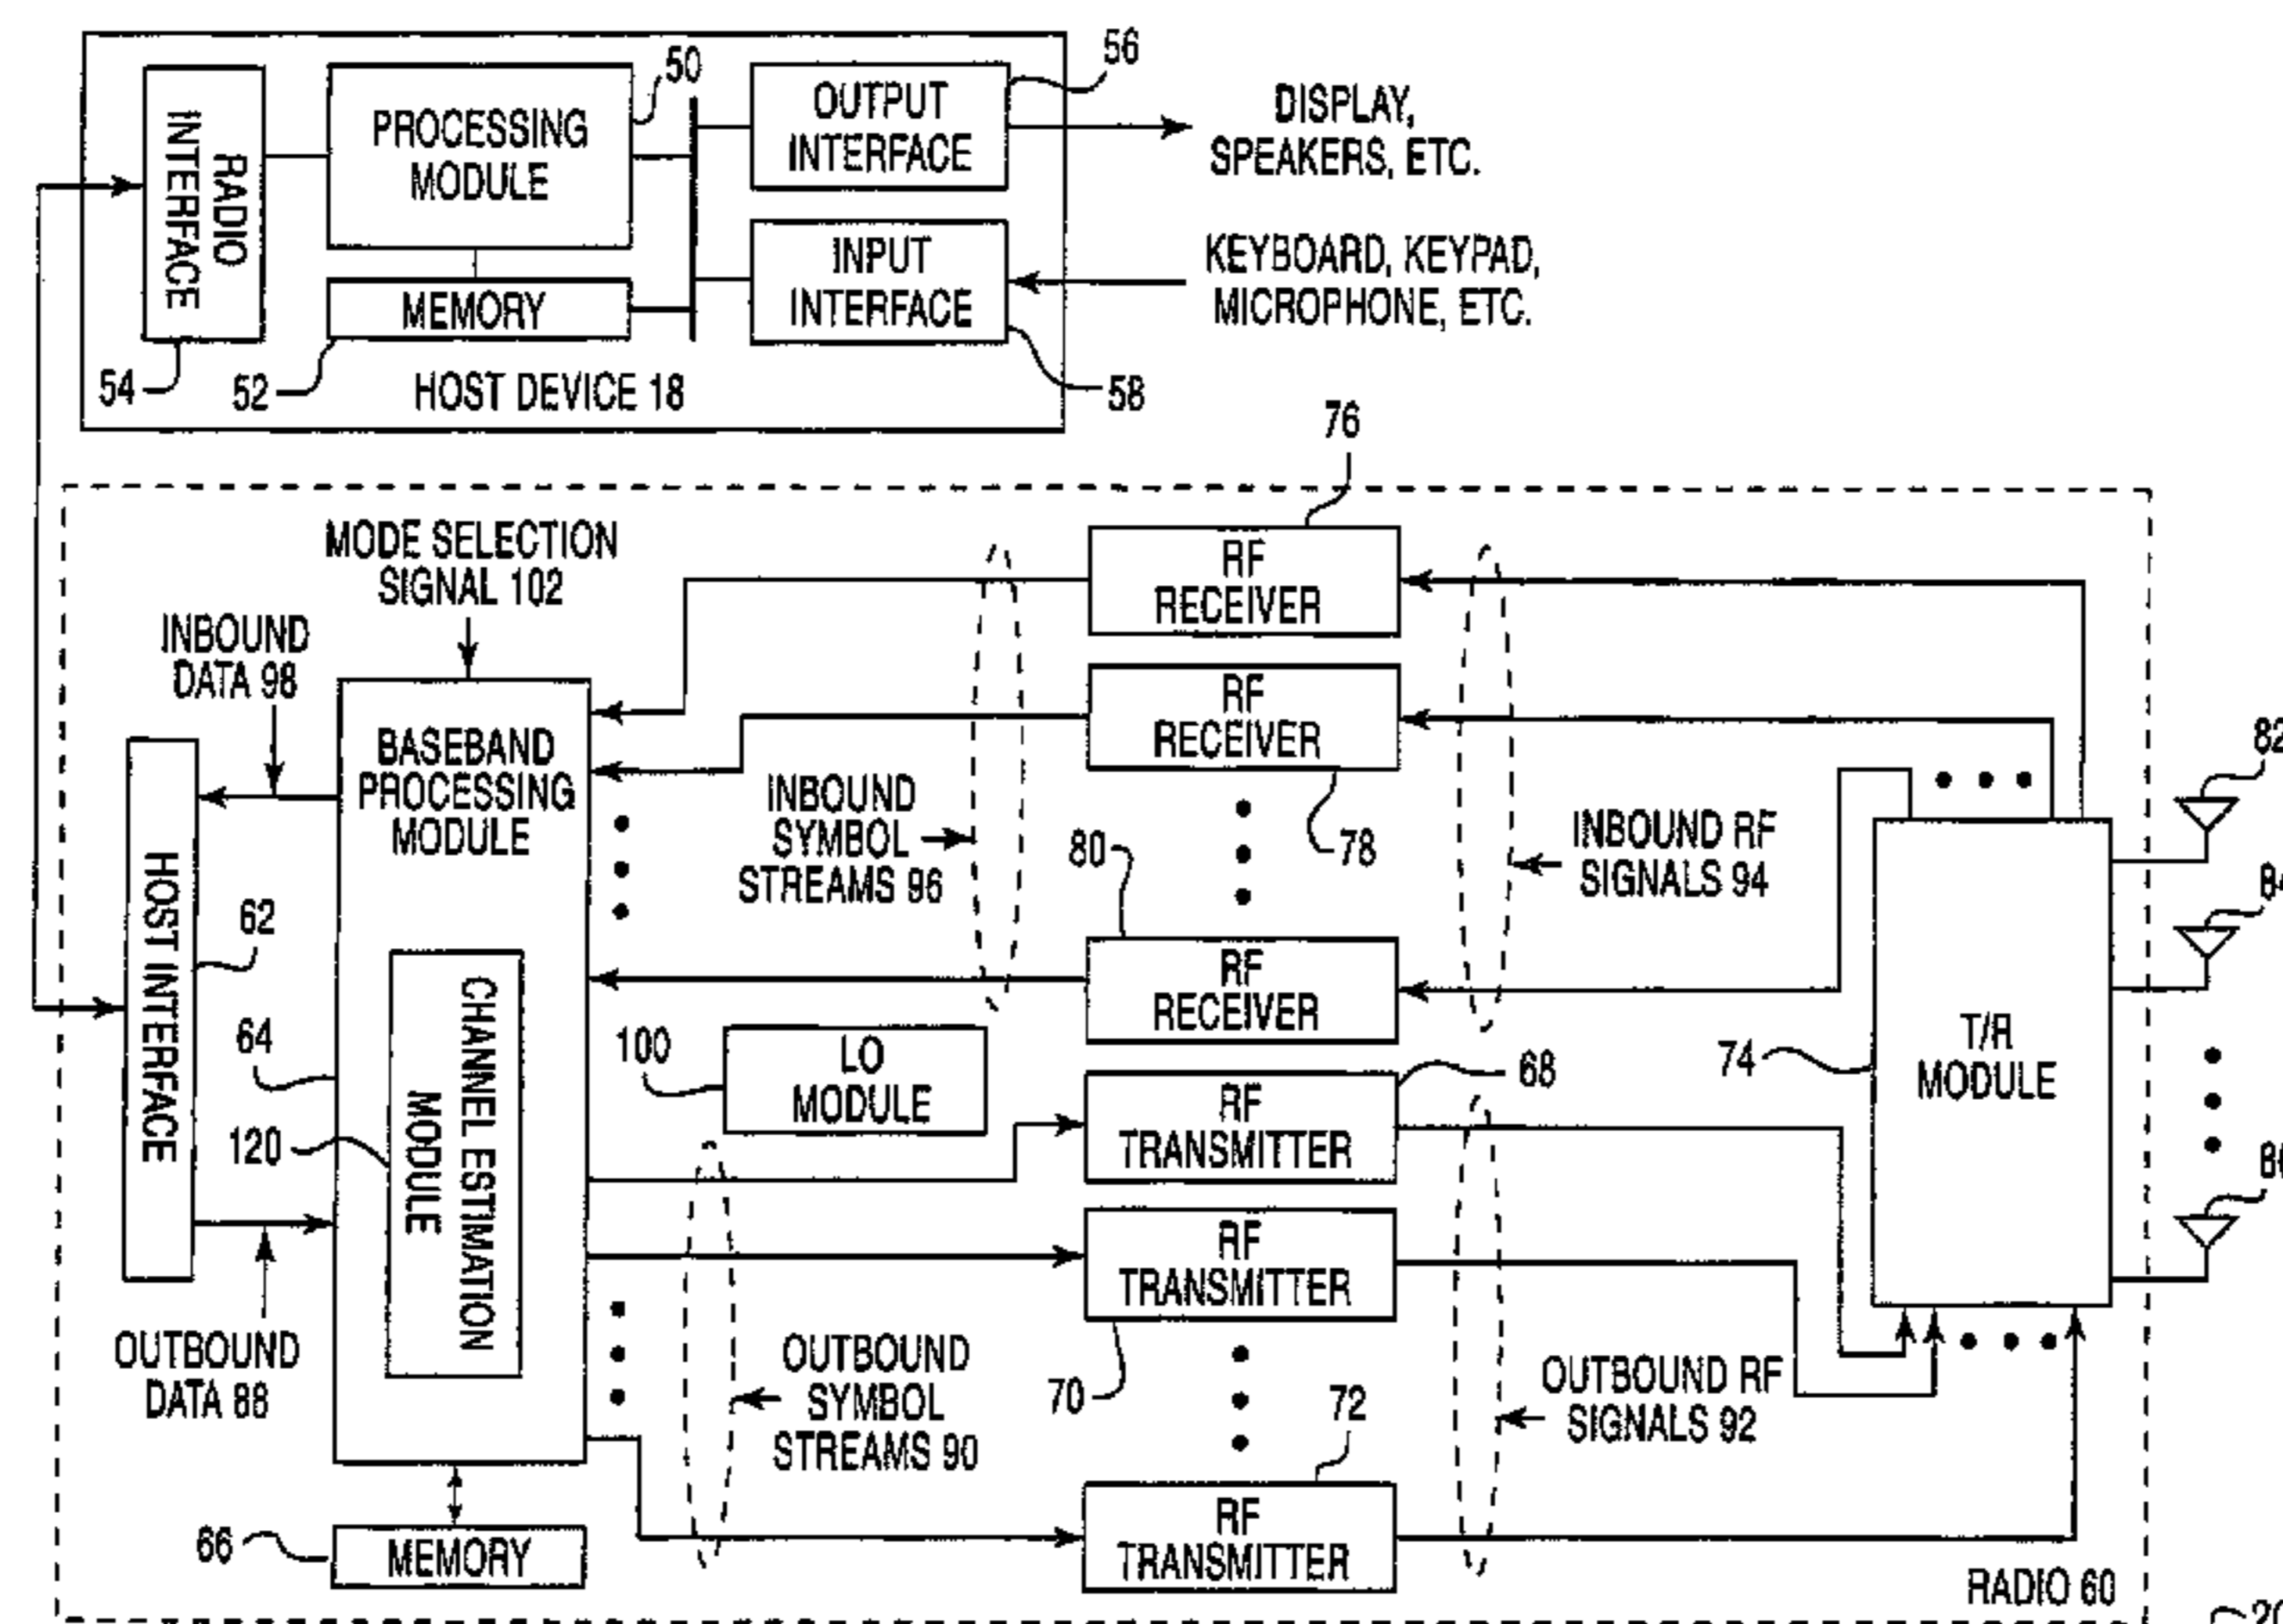 56
50
OUTPUT
INTERFACE
DISPLAY,
SPEAKERS, ETC.
PROCESSING
MODULE
RADIO
INTERFACE
INPUT
INTERFACE
KEYBOARD, KEYPAD,
MICROPHONE, ETC.
MEMORY
54
52
HOST DEVICE 18
58
76
MODE SELECTION
SIGNAL 102
RF
RECEIVER
INBOUND
DATA 98
RF
RECEIVER
82
BASEBAND
PROCESSING
MODULE
INBOUND
SYMBOL
STREAMS 96
80
78
INBOUND RF
SIGNALS 94
HOST INTERFACE
62
RF
RECEIVER
CHANNEL ESTIMATION
MODULE
64
100
LO
MODULE
74
T/R
MODULE
68
RF
TRANSMITTER
120
RF
TRANSMITTER
OUTBOUND
DATA 88
OUTBOUND
SYMBOL
STREAMS 90
70
72
OUTBOUND RF
SIGNALS 92
66
MEMORY
RF
TRANSMITTER
RADIO 60